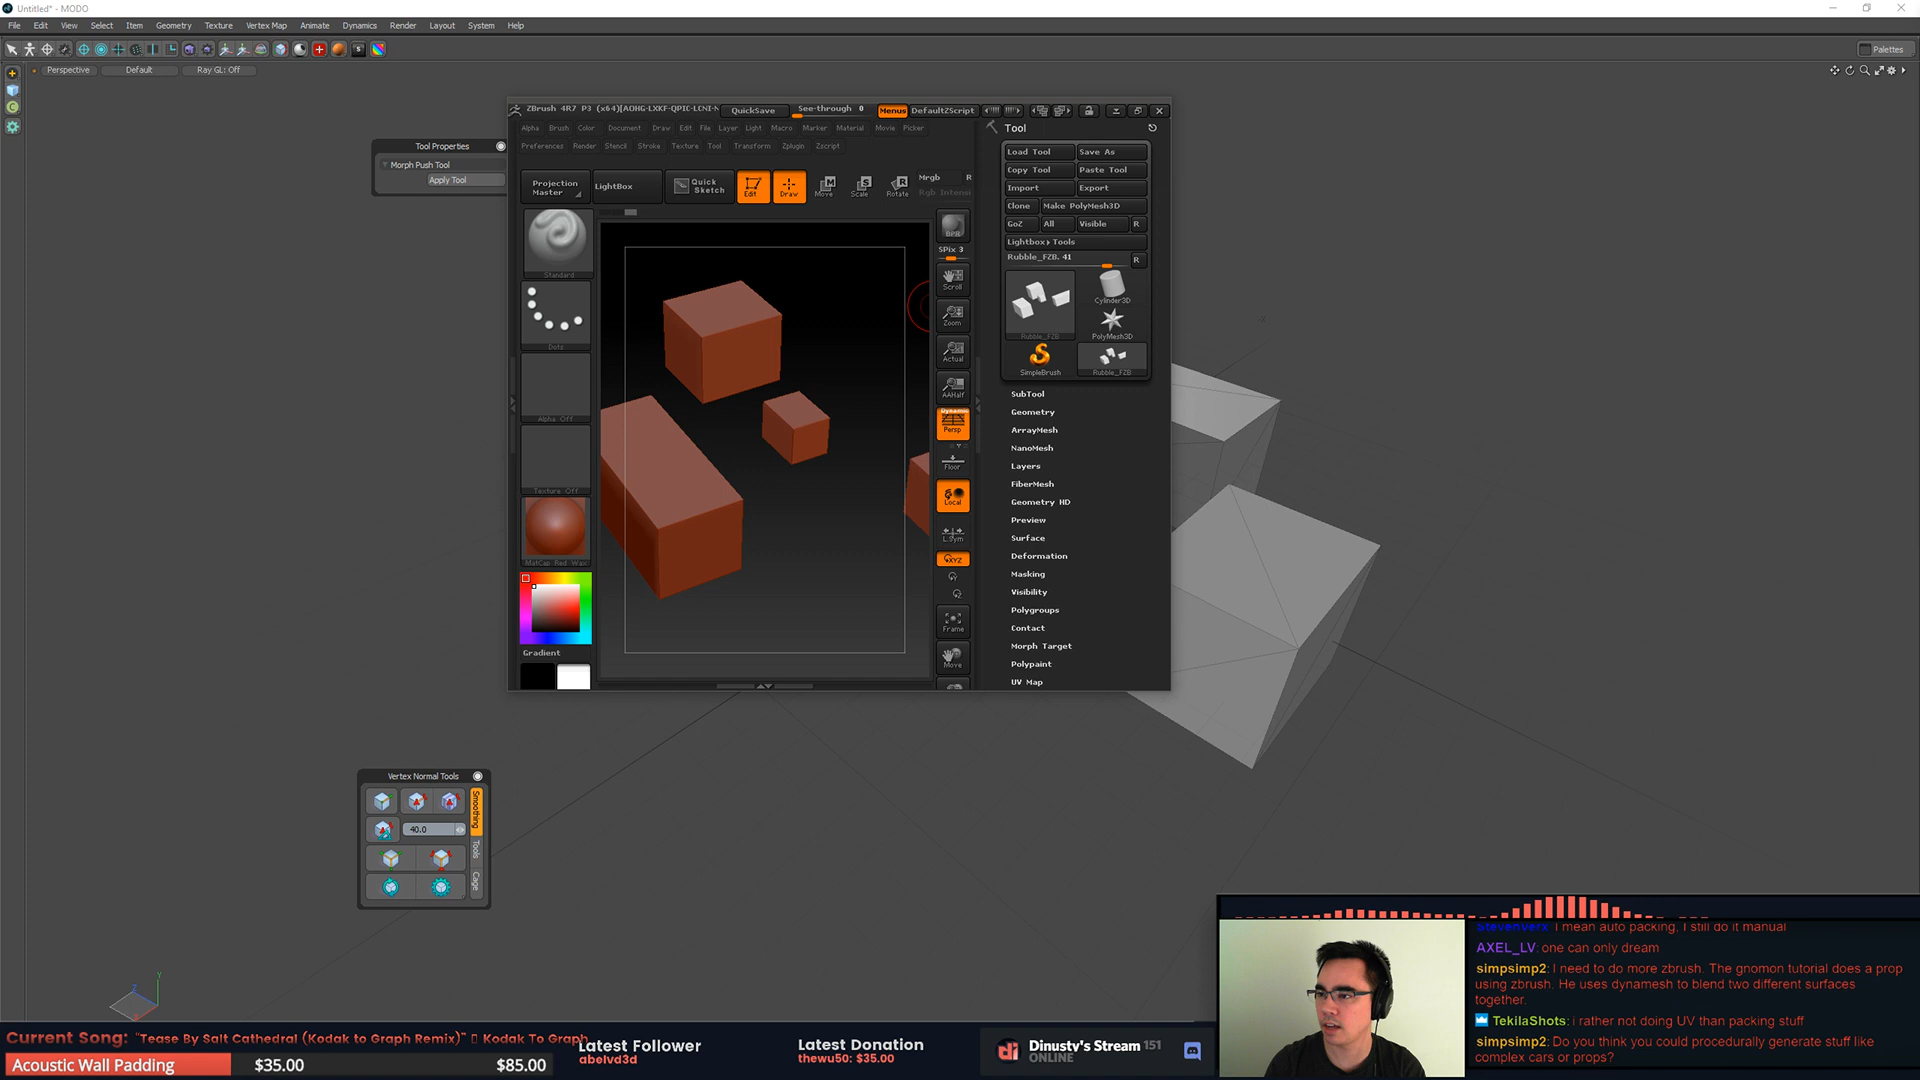 Untitled* - MODO
File Edit View Select Item Geometry Texture Vertex Map Animate Dynamics Render Layout System Help
Palettes
Perspective Default Ray GL: Off
ZBrush 4R7 P3 (x64)[AOHG-LXKF-QPIC-LCNI-N QuickSave See-through 0 Menus DefaultZScript
Alpha Brush Color Document Draw Edit File Layer Light Macro Marker Material Movie Picker
Preferences Render Stencil Stroke Texture Tool Transform Zplugin Zscript
Tool Properties
Morph Push Tool
Apply Tool
Projection Master
LightBox
Quick Sketch
Edit
Draw
Move
Scale
Rotate
Mrgb
R
Rgb Intensi
Standard
Dots
Alpha Off
Texture Off
MatCap Red Wax
Gradient
BPR
SPix 3
Scroll
Zoom
Actual
AAHalf
Dynamic
Persp
Floor
Local
L.Sym
XYZ
Frame
Move
Tool
Load Tool Save As
Copy Tool Paste Tool
Import Export
Clone Make PolyMesh3D
GoZ All Visible R
Lightbox▸Tools
Rubble_FZB. 41 R
Rubble_FZB
Cylinder3D
PolyMesh3D
SimpleBrush
Rubble_FZB
SubTool
Geometry
ArrayMesh
NanoMesh
Layers
FiberMesh
Geometry HD
Preview
Surface
Deformation
Masking
Visibility
Polygroups
Contact
Morph Target
Polypaint
UV Map
Vertex Normal Tools
40.0
Smoothing
Tools
Cage
Y
Z
X
StevenVerx: I mean auto packing, I still do it manual
AXEL_LV: one can only dream
simpsimp2: I need to do more zbrush. The gnomon tutorial does a prop
using zbrush. He uses dynamesh to blend two different surfaces
together.
TekilaShots: i rather not doing UV than packing stuff
simpsimp2: Do you think you could procedurally generate stuff like
complex cars or props?
Current Song: "Tease By Salt Cathedral (Kodak to Graph Remix)" Kodak To Graph
Acoustic Wall Padding $35.00 $85.00
Latest Follower
abelvd3d
Latest Donation
thewu50: $35.00
di
Dinusty's Stream 151
ONLINE